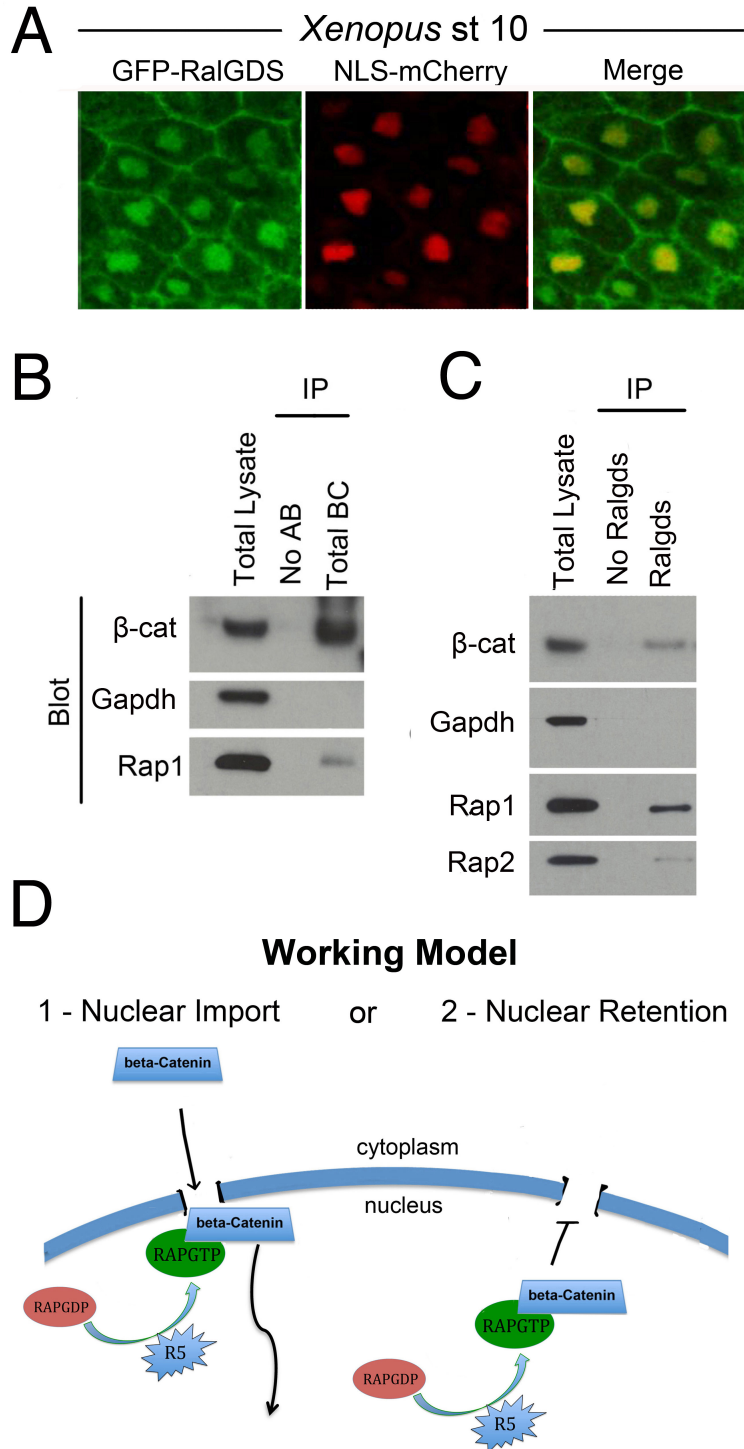 A
Xenopus st 10
GFP-RalGDS NLS-mCherry Merge
B
IP
Total Lysate
No AB
Total BC
Blot
β-cat
Gapdh
Rap1
C
IP
Total Lysate
No Ralgds
Ralgds
β-cat
Gapdh
Rap1
Rap2
D
Working Model
1 - Nuclear Import or 2 - Nuclear Retention
beta-Catenin
cytoplasm
nucleus
beta-Catenin
RAPGTP
RAPGDP
R5
beta-Catenin
RAPGTP
RAPGDP
R5